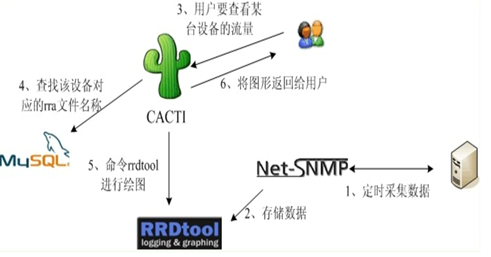 3、用户要查看某
台设备的流量
4、查找该设备对
应的rra文件名称
6、将图形返回给用户
CACTI
MySQL
5、命令rrdtool
进行绘图
Net-SNMP
1、定时采集数据
2、存储数据
RRDtool
logging & graphing